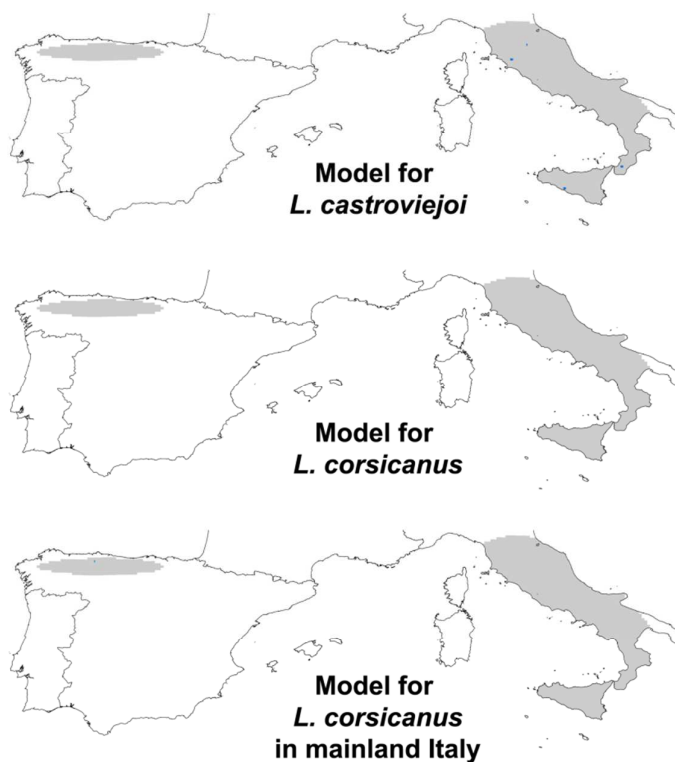 Model for
L. castroviejoi
Model for
L. corsicanus
Model for
L. corsicanus
in mainland Italy